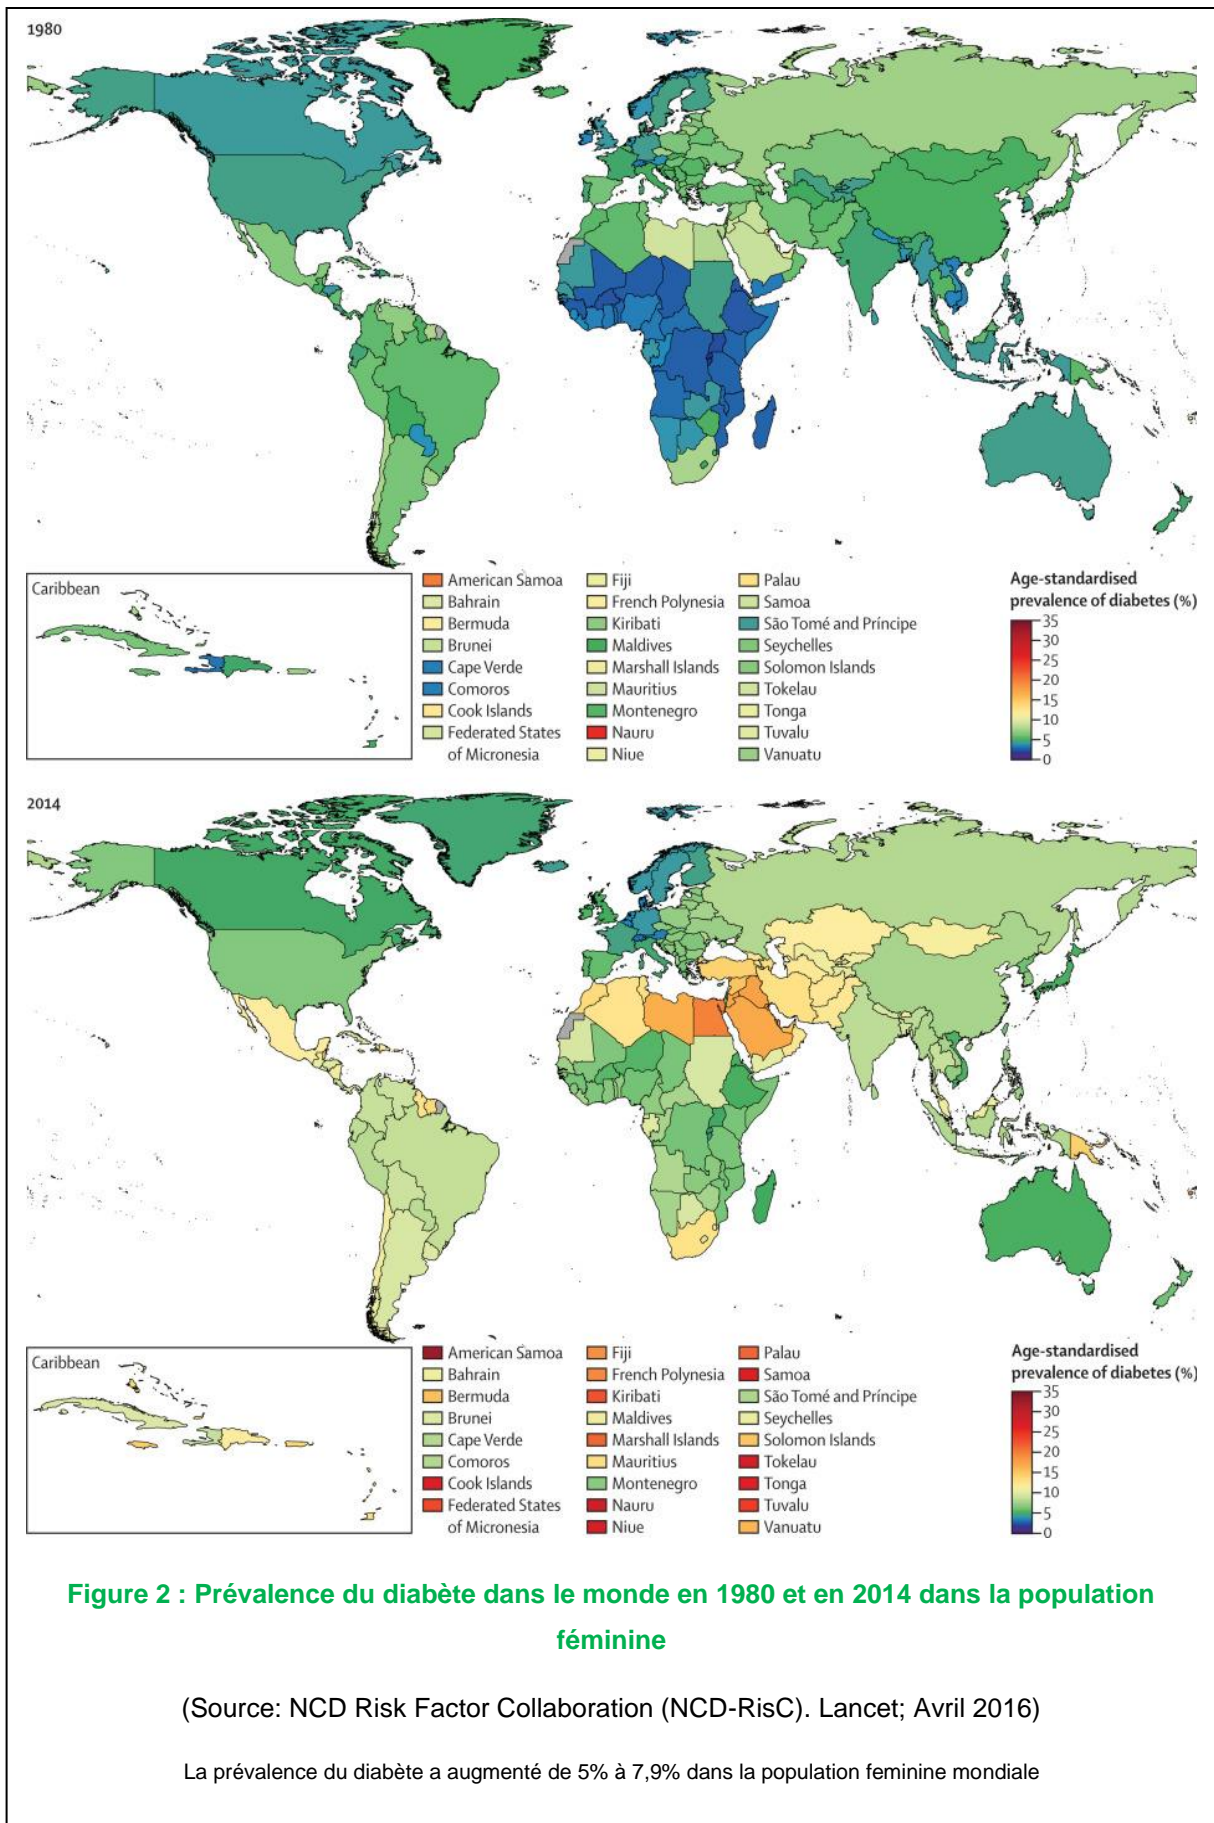 1980
Caribbean
American Samoa
Bahrain
Bermuda
Brunei
Cape Verde
Comoros
Cook Islands
Federated States
of Micronesia
Fiji
French Polynesia
Kiribati
Maldives
Marshall Islands
Mauritius
Montenegro
Nauru
Niue
Palau
Samoa
São Tomé and Príncipe
Seychelles
Solomon Islands
Tokelau
Tonga
Tuvalu
Vanuatu
Age-standardised
prevalence of diabetes (%)
35
30
25
20
15
10
5
0
2014
Caribbean
American Samoa
Bahrain
Bermuda
Brunei
Cape Verde
Comoros
Cook Islands
Federated States
of Micronesia
Fiji
French Polynesia
Kiribati
Maldives
Marshall Islands
Mauritius
Montenegro
Nauru
Niue
Palau
Samoa
São Tomé and Príncipe
Seychelles
Solomon Islands
Tokelau
Tonga
Tuvalu
Vanuatu
Age-standardised
prevalence of diabetes (%)
35
30
25
20
15
10
5
0
Figure 2 : Prévalence du diabète dans le monde en 1980 et en 2014 dans la population
féminine
(Source: NCD Risk Factor Collaboration (NCD-RisC). Lancet; Avril 2016)
La prévalence du diabète a augmenté de 5% à 7,9% dans la population feminine mondiale